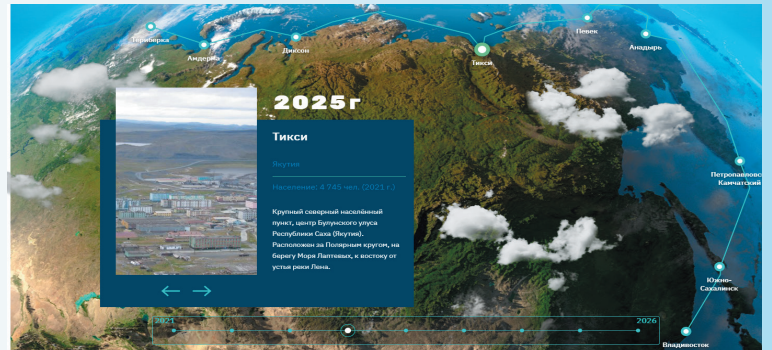 Териберка
Амдерма
Диксон
Тикси
Певек
Анадырь
2025г
Тикси
Якутия
Население: 4 745 чел. (2021 г.)
Крупный северный населённый
пункт, центр Булунского улуса
Республики Саха (Якутия).
Расположен за Полярным кругом, на
берегу Моря Лаптевых, к востоку от
устья реки Лена.
Петропавловск-
Камчатский
Южно-
Сахалинск
2021
2026
Владивосток